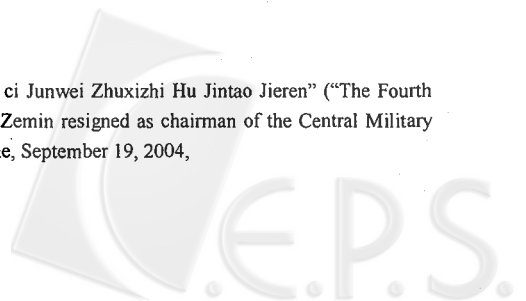 ci Junwei Zhuxizhi Hu Jintao Jieren” (“The Fourth
Zemin resigned as chairman of the Central Military
e, September 19, 2004,
C.E.P.S.